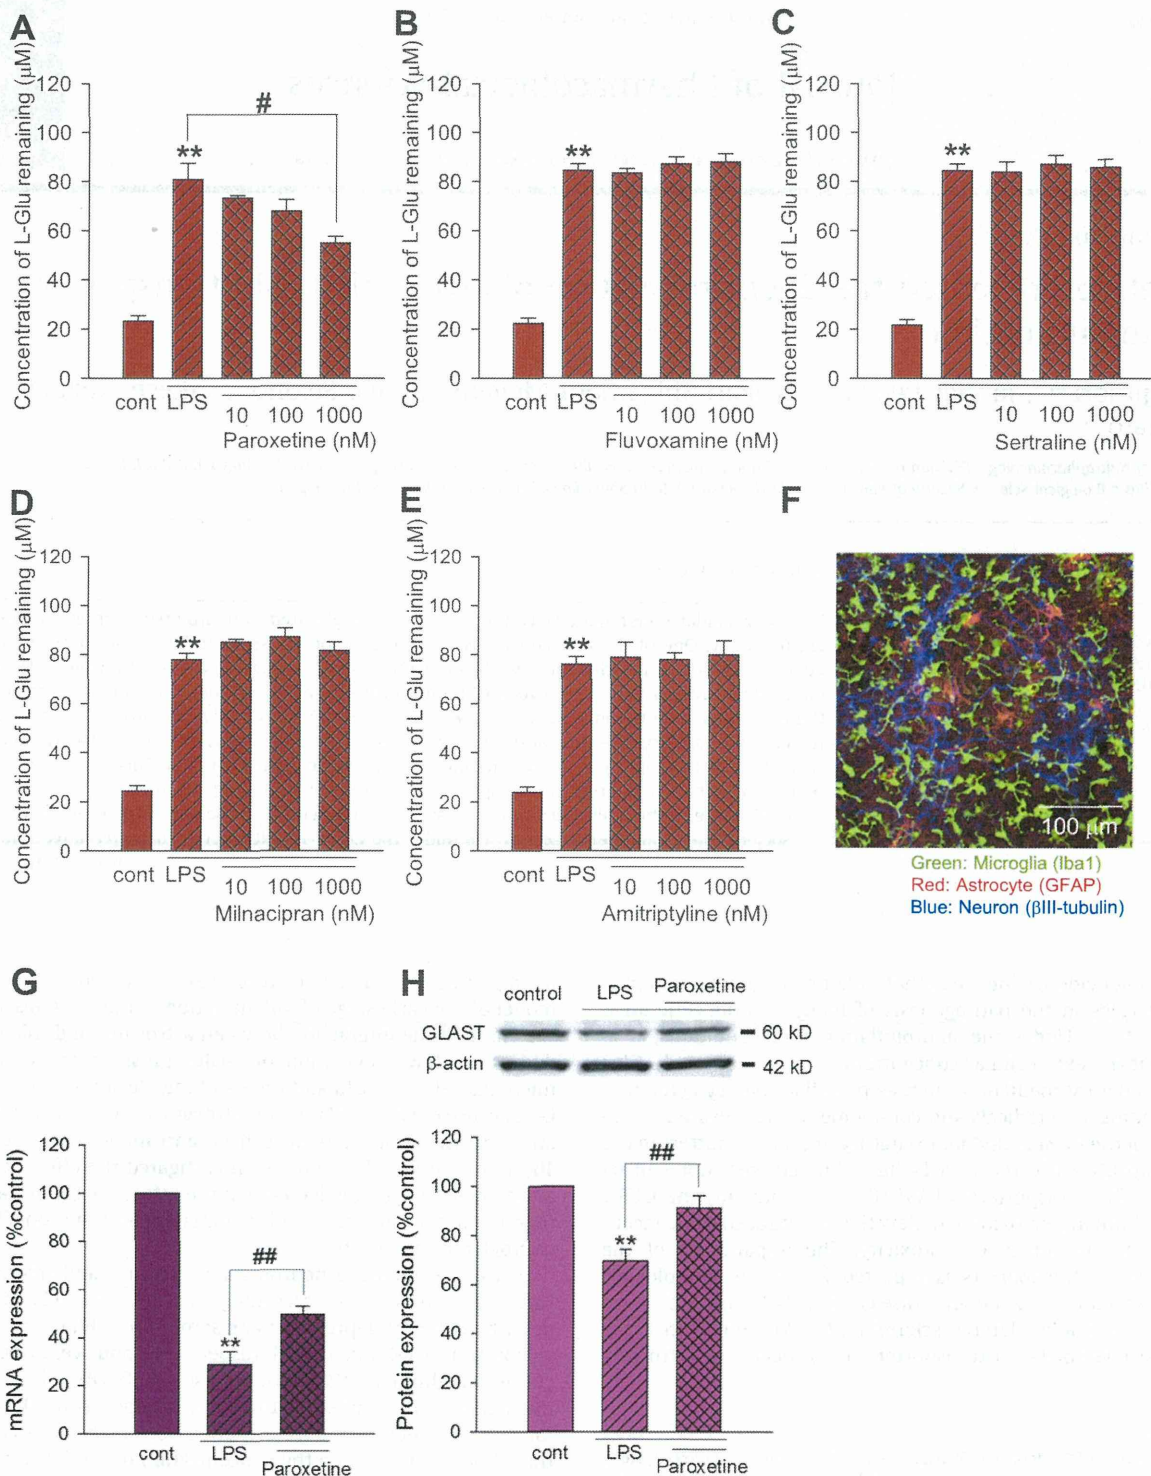 A
Concentration of L-Glu remaining (μM)
120
100
80
60
40
20
0
**
#
cont LPS
10 100 1000
Paroxetine (nM)
B
Concentration of L-Glu remaining (μM)
120
100
80
60
40
20
0
**
cont LPS
10 100 1000
Fluvoxamine (nM)
C
Concentration of L-Glu remaining (μM)
120
100
80
60
40
20
0
**
cont LPS
10 100 1000
Sertraline (nM)
D
Concentration of L-Glu remaining (μM)
120
100
80
60
40
20
0
**
cont LPS
10 100 1000
Milnacipran (nM)
E
Concentration of L-Glu remaining (μM)
120
100
80
60
40
20
0
**
cont LPS
10 100 1000
Amitriptyline (nM)
F
100 μm
Green: Microglia (Iba1)
Red: Astrocyte (GFAP)
Blue: Neuron (βIII-tubulin)
G
mRNA expression (%control)
120
100
80
60
40
20
0
**
##
cont LPS
Paroxetine
H
control LPS Paroxetine
GLAST 60 kD
β-actin 42 kD
Protein expression (%control)
120
100
80
60
40
20
0
**
##
cont LPS
Paroxetine